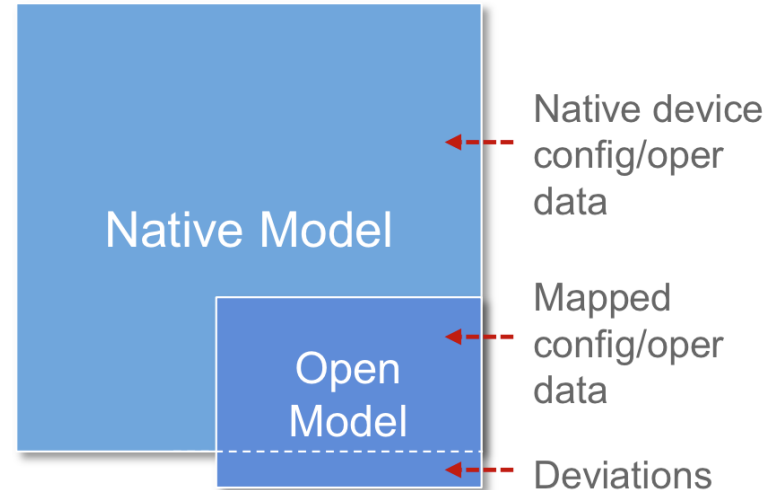 Native Model
Open
Model
Native device
config/oper
data
Mapped
config/oper
data
Deviations